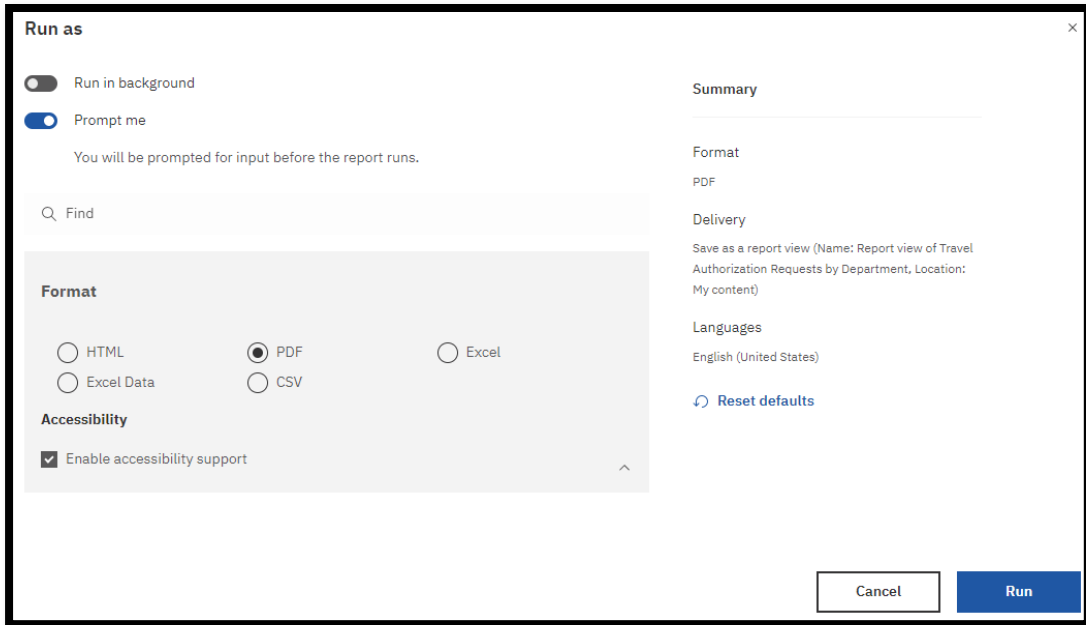 Run as
×
Run in background
Prompt me
You will be prompted for input before the report runs.
Find
Format
HTML
PDF
Excel
Excel Data
CSV
Accessibility
Enable accessibility support
Summary
Format
PDF
Delivery
Save as a report view (Name: Report view of Travel
Authorization Requests by Department, Location:
My content)
Languages
English (United States)
Reset defaults
Cancel
Run